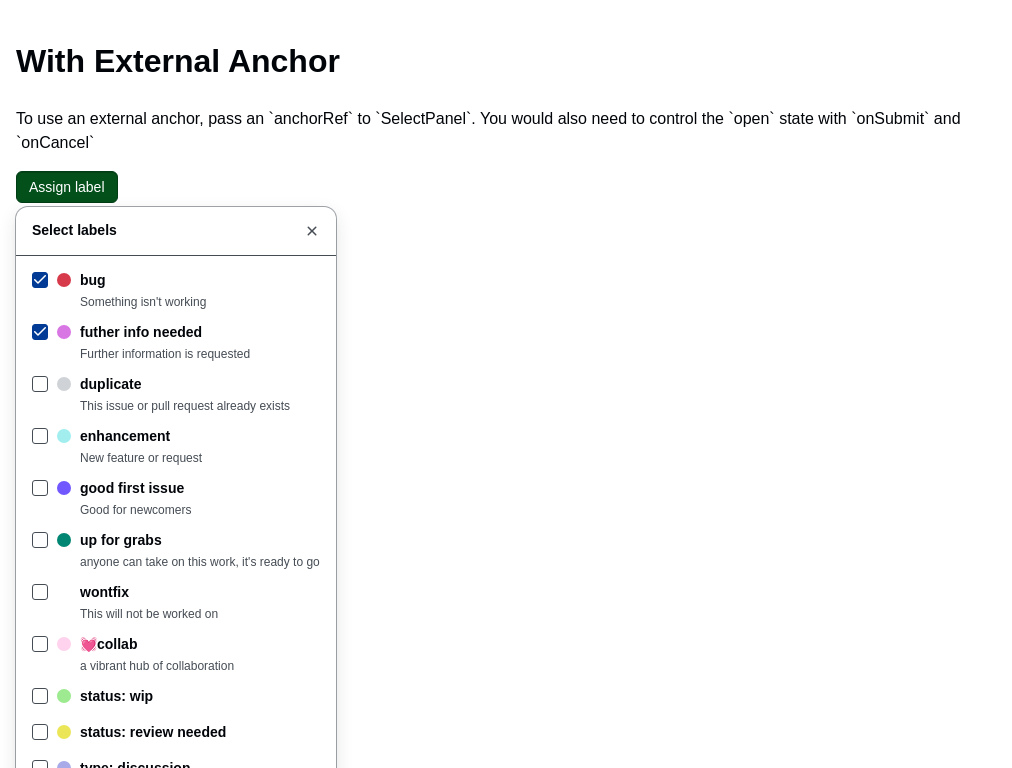 With External Anchor
To use an external anchor, pass an `anchorRef` to `SelectPanel`. You would also need to control the `open` state with `onSubmit` and
`onCancel`
Assign label
Select labels
bug
Something isn't working
futher info needed
Further information is requested
duplicate
This issue or pull request already exists
enhancement
New feature or request
good first issue
Good for newcomers
up for grabs
anyone can take on this work, it's ready to go
wontfix
This will not be worked on
💓collab
a vibrant hub of collaboration
status: wip
status: review needed
type: discussion